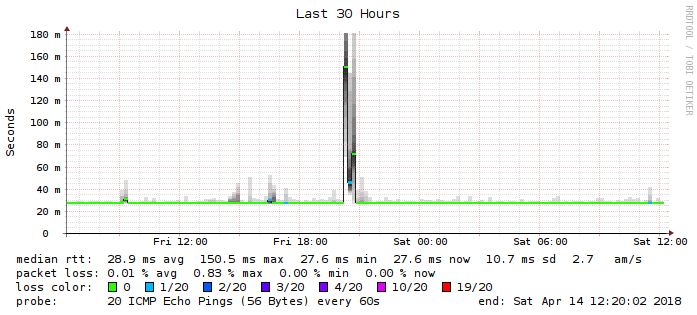 Last 30 Hours
RRDTOOL / TOBI OETIKER
Seconds
180 m
160 m
140 m
120 m
100 m
80 m
60 m
40 m
20 m
0
Fri 12:00 Fri 18:00 Sat 00:00 Sat 06:00 Sat 12:00
median rtt: 28.9 ms avg 150.5 ms max 27.6 ms min 27.6 ms now 10.7 ms sd 2.7 am/s
packet loss: 0.01 % avg 0.83 % max 0.00 % min 0.00 % now
loss color: 0 1/20 2/20 3/20 4/20 10/20 19/20
probe: 20 ICMP Echo Pings (56 Bytes) every 60s end: Sat Apr 14 12:20:02 2018